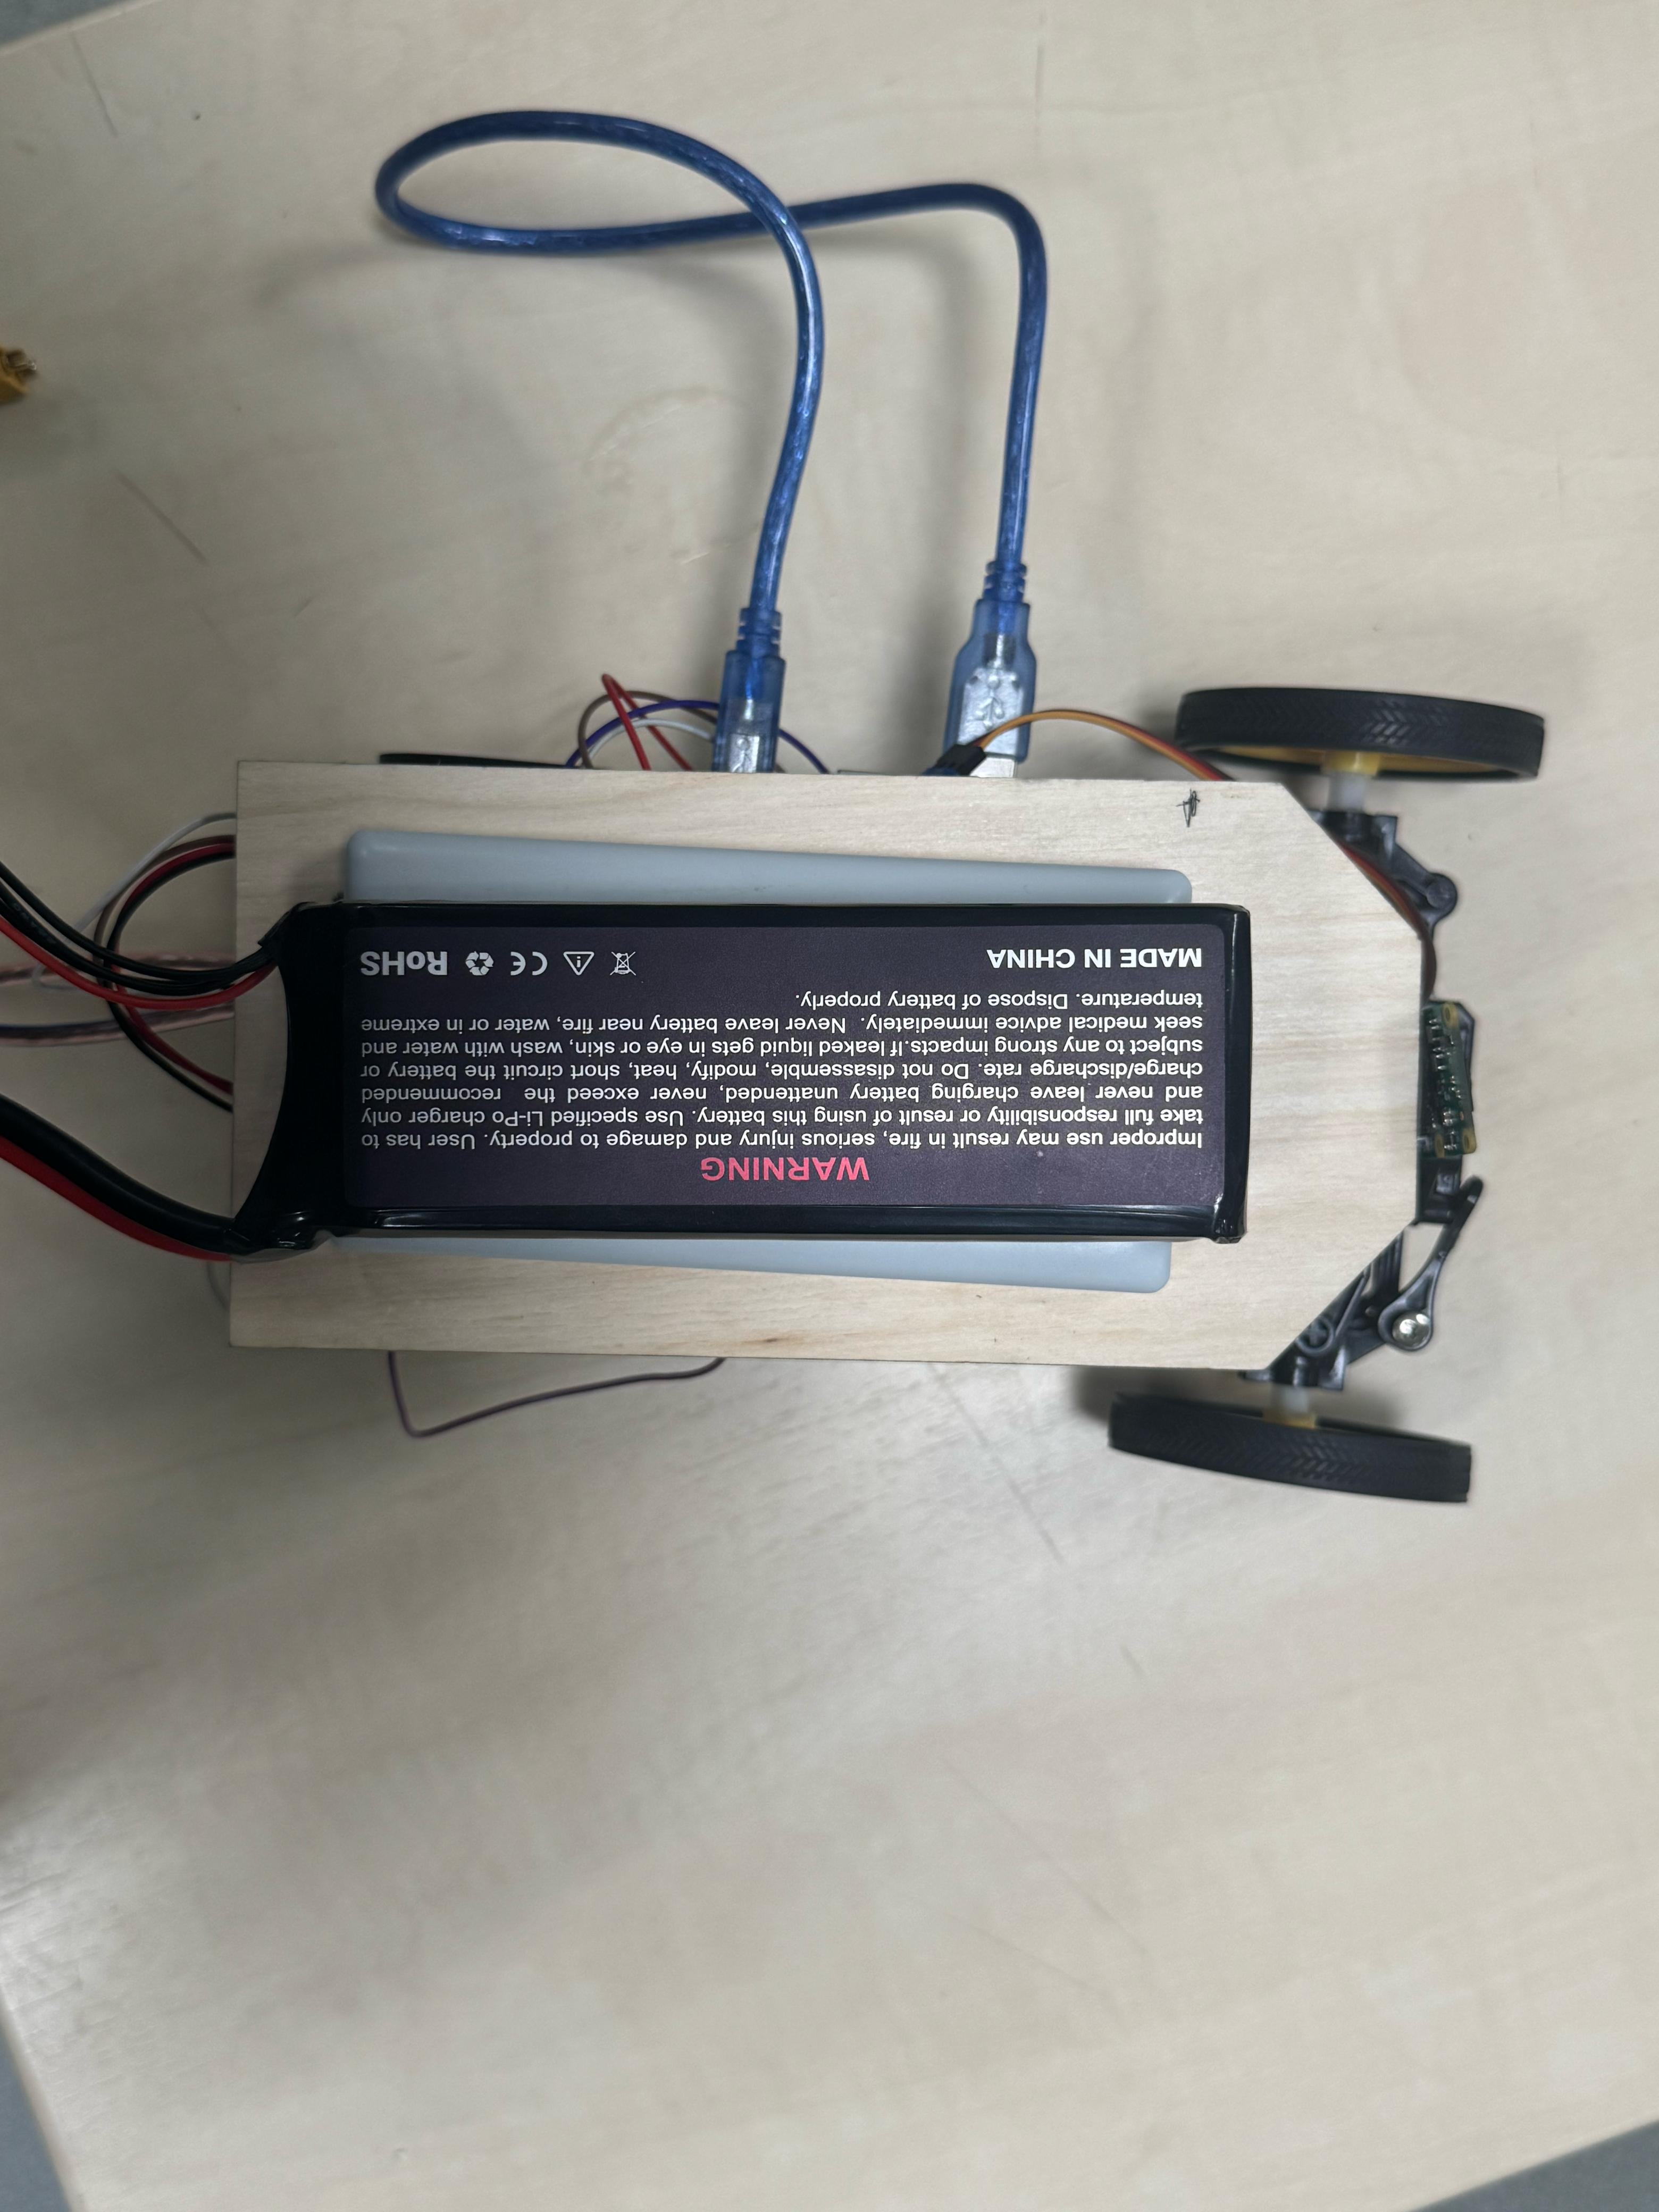 WARNING
Improper use may result in fire, serious injury and damage to property. User has to
take full responsibility or result of using this battery. Use specified Li-Po charger only
and never leave charging battery unattended, never exceed the recommended
charge/discharge rate. Do not disassemble, modify, heat, short circuit the battery or
subject to any strong impacts.If leaked liquid gets in eye or skin, wash with water and
seek medical advice immediately. Never leave battery near fire, water or in extreme
temperature. Dispose of battery properly.
MADE IN CHINA CE RoHS